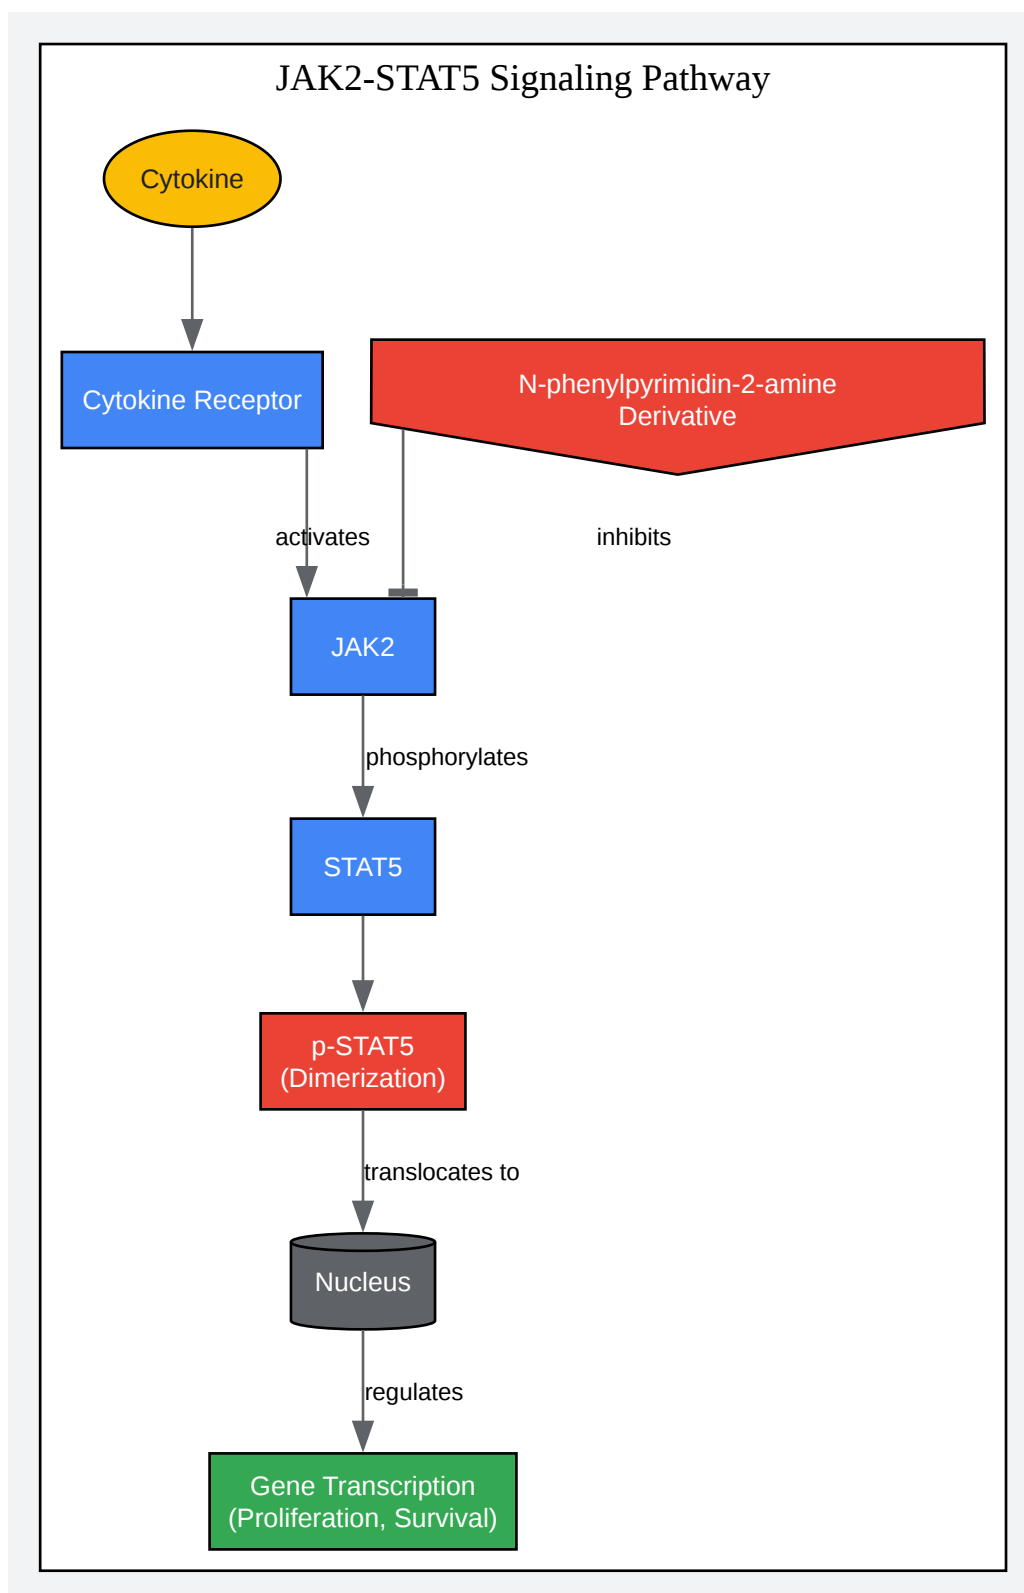 JAK2-STAT5 Signaling Pathway
Cytokine
Cytokine Receptor
N-phenylpyrimidin-2-amine
Derivative
activates
inhibits
JAK2
phosphorylates
STAT5
p-STAT5
(Dimerization)
translocates to
Nucleus
regulates
Gene Transcription
(Proliferation, Survival)